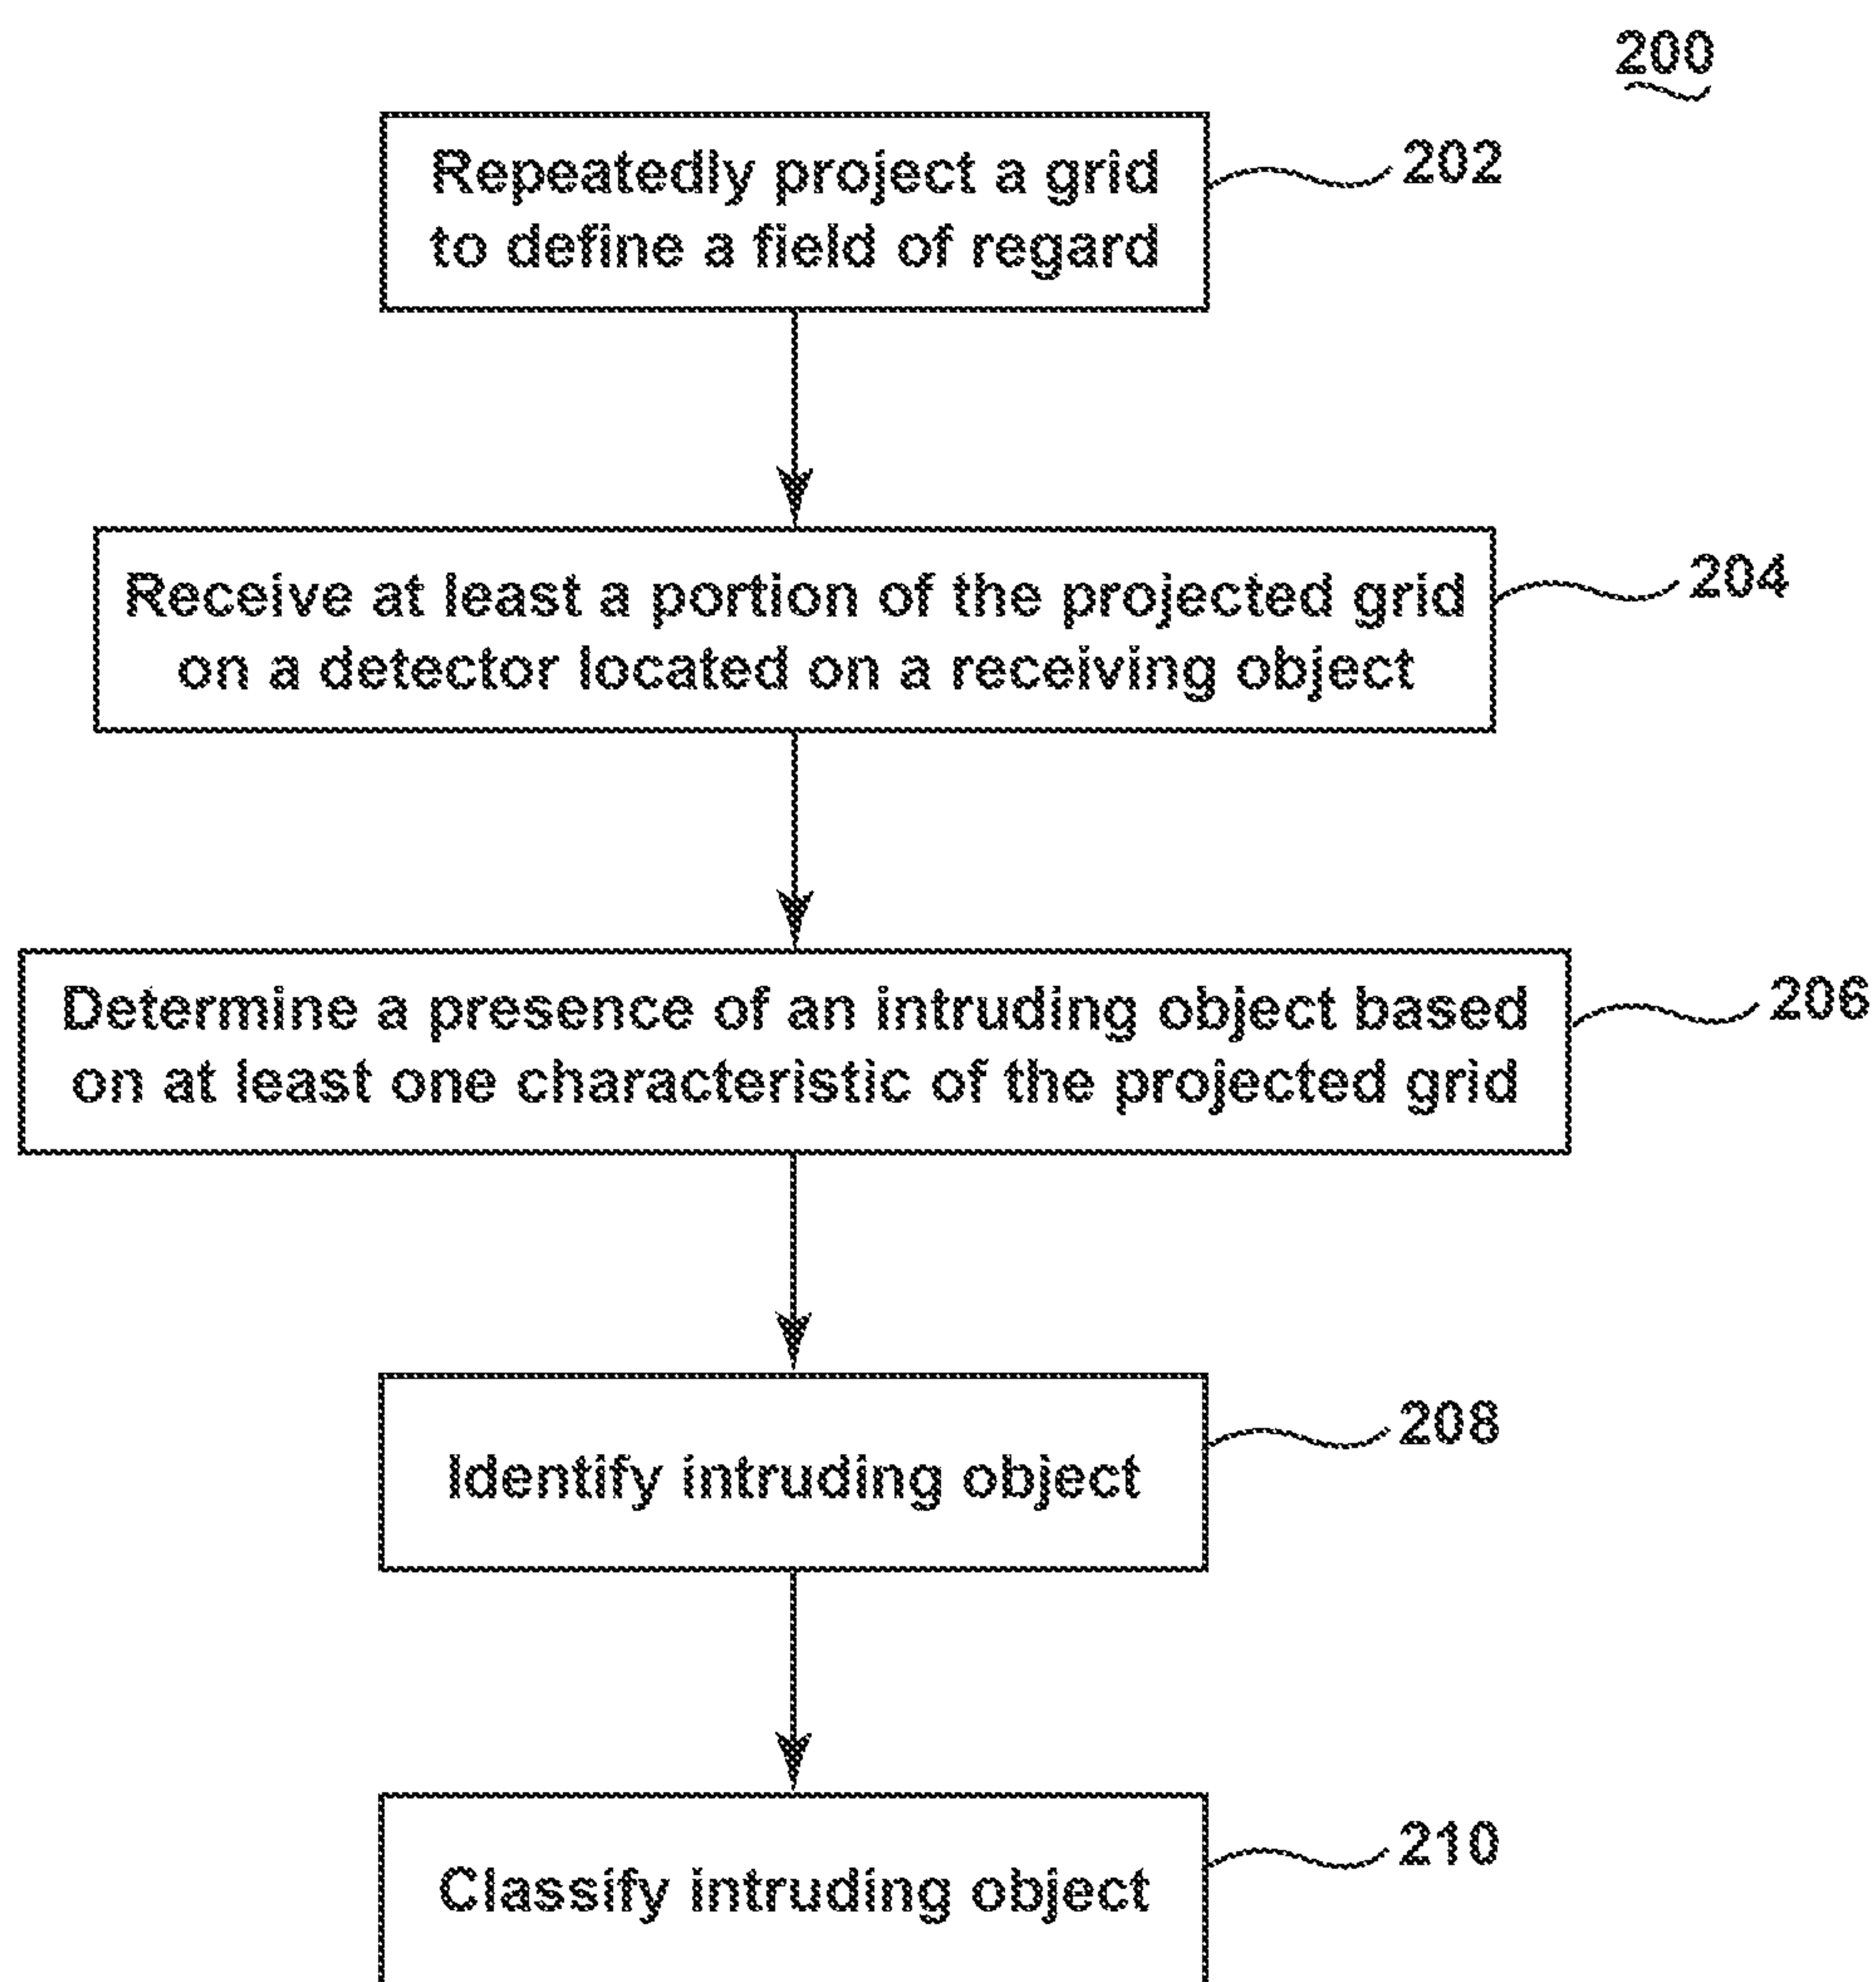 200
Repeatedly project a grid
to define a field of regard
202
Receive at least a portion of the projected grid
on a detector located on a receiving object
204
Determine a presence of an intruding object based
on at least one characteristic of the projected grid
206
Identify intruding object
208
Classify intruding object
210